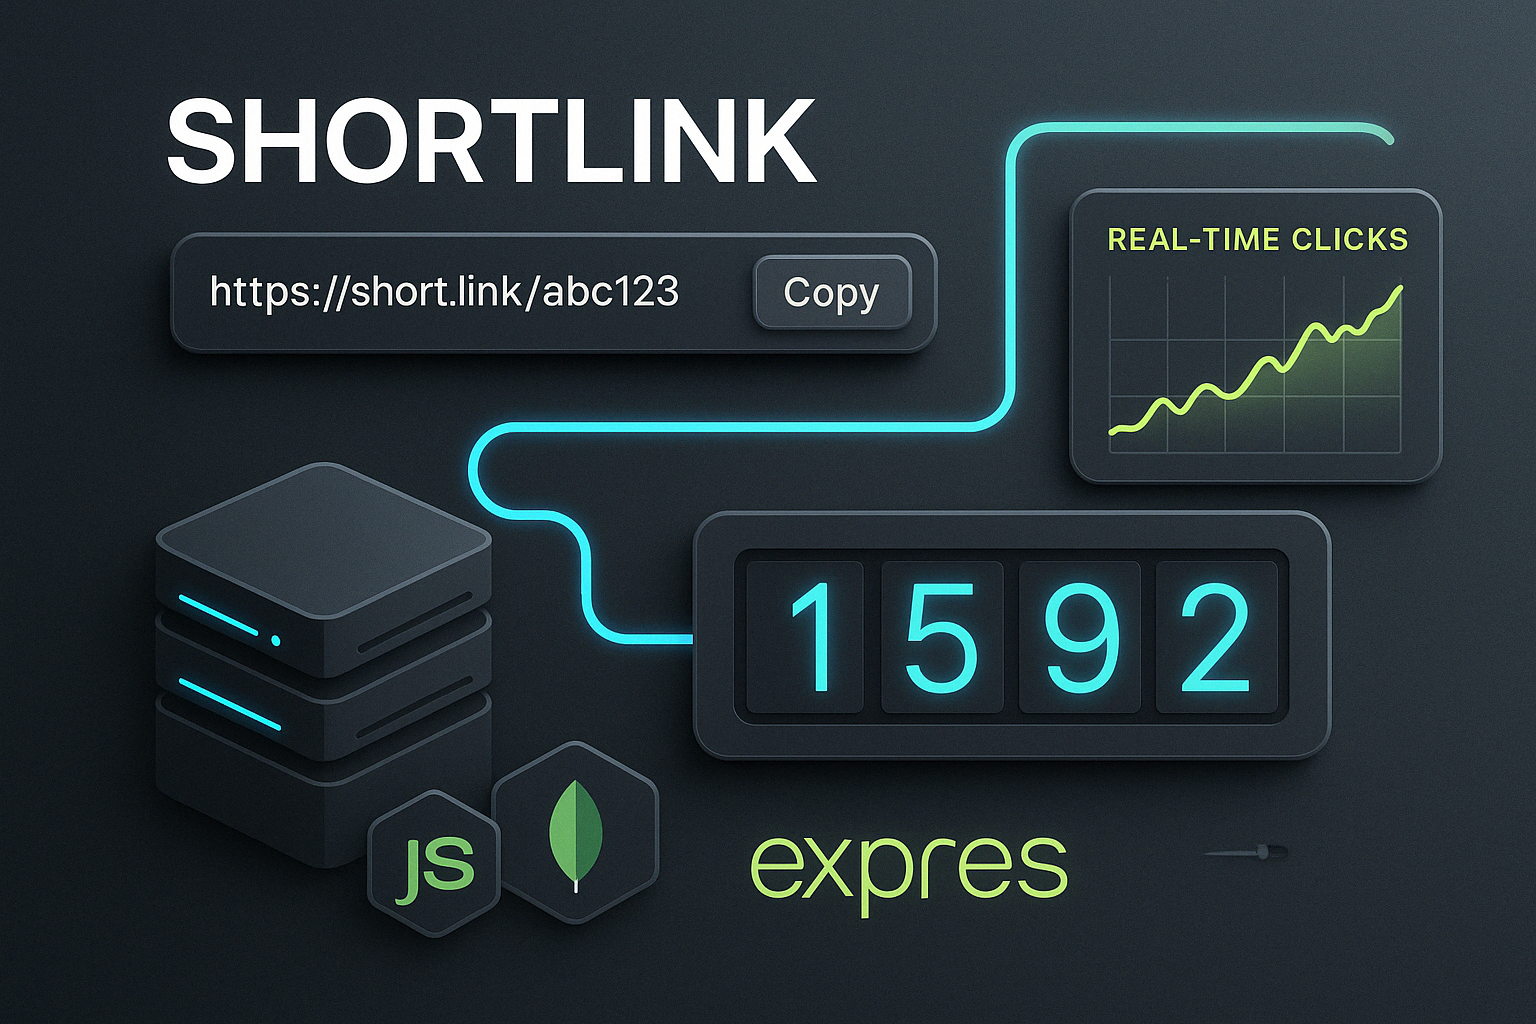 SHORTLINK
https://short.link/abc123
Copy
REAL-TIME CLICKS
1592
JS
expres